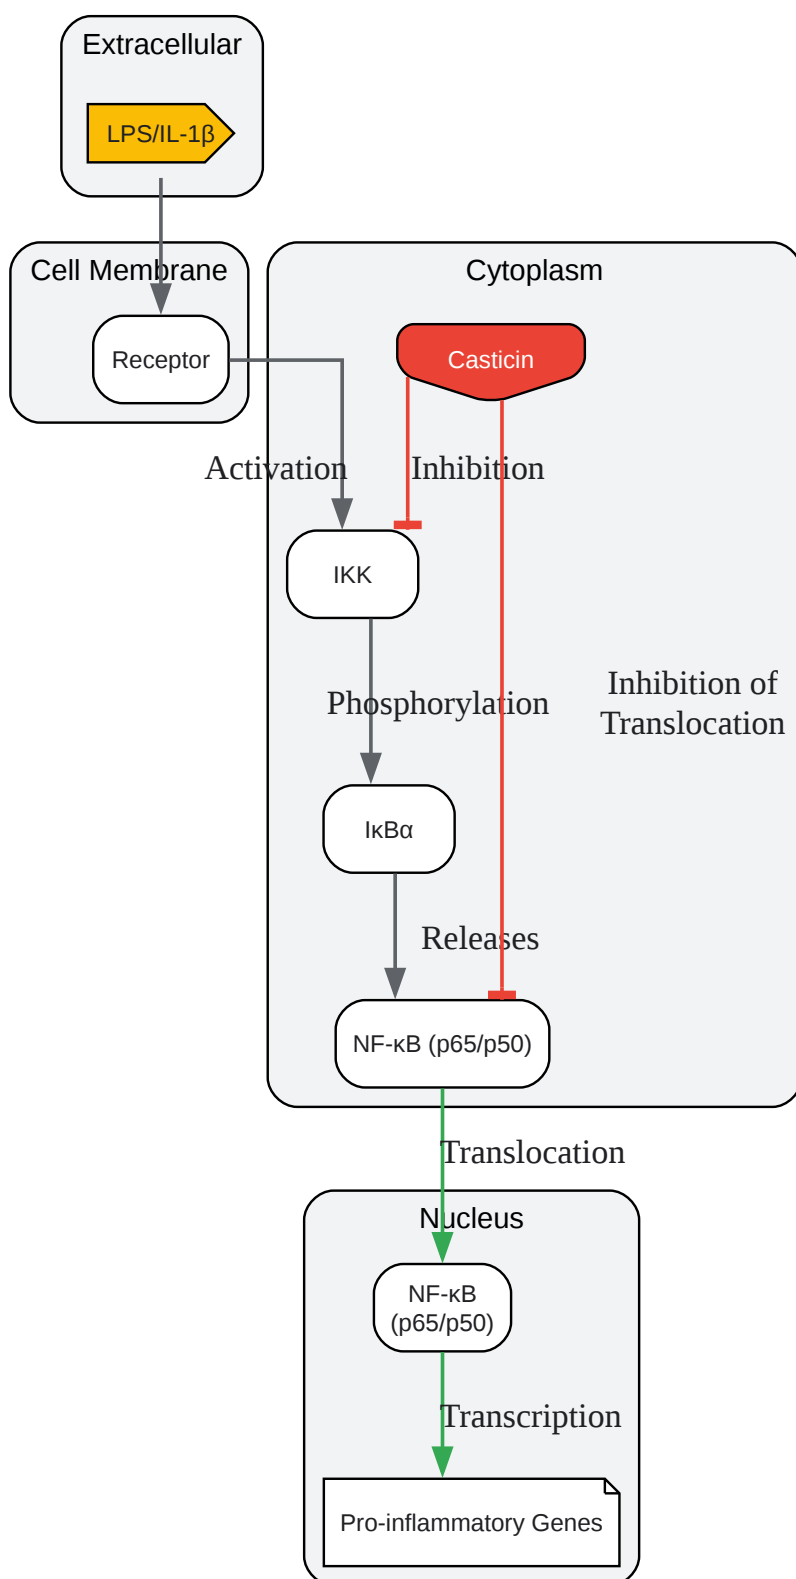 Extracellular
LPS/IL-1β
Cell Membrane
Cytoplasm
Receptor
Casticin
Activation
Inhibition
IKK
Phosphorylation
Inhibition of
Translocation
IκBα
Releases
NF-κB (p65/p50)
Translocation
Nucleus
NF-κB
(p65/p50)
Transcription
Pro-inflammatory Genes